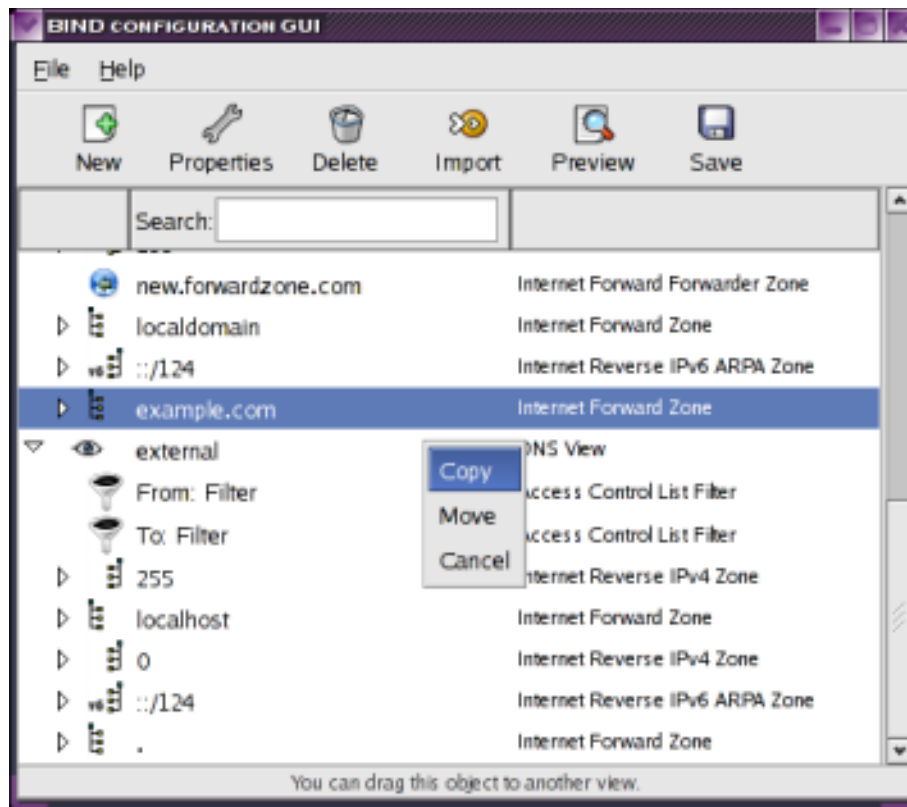 BIND CONFIGURATION GUI
File Help
New Properties Delete Import Preview Save
Search:
new.forwardzone.com Internet Forward Forwarder Zone
localdomain Internet Forward Zone
v6 ::/124 Internet Reverse IPv6 ARPA Zone
example.com Internet Forward Zone
external DNS View
Copy
From: Filter Access Control List Filter
Move
To: Filter Access Control List Filter
Cancel
255 Internet Reverse IPv4 Zone
localhost Internet Forward Zone
0 Internet Reverse IPv4 Zone
v6 ::/124 Internet Reverse IPv6 ARPA Zone
. Internet Forward Zone
You can drag this object to another view.